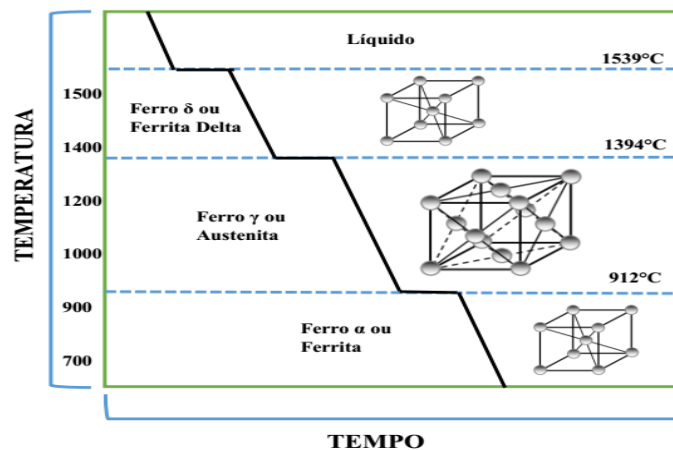 Líquido
1539°C
1500
Ferro δ ou
Ferrita Delta
1400
1394°C
TEMPERATURA
1200
Ferro γ ou
Austenita
1000
912°C
900
Ferro α ou
Ferrita
700
TEMPO